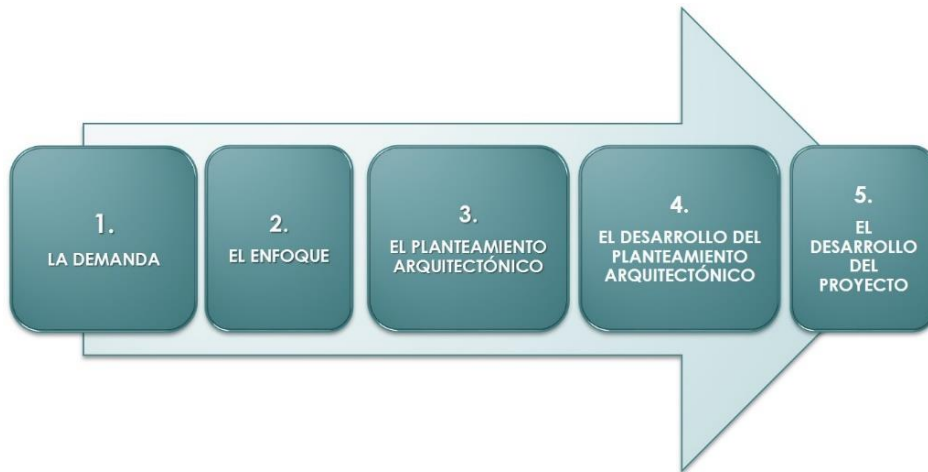 1.
LA DEMANDA
2.
EL ENFOQUE
3.
EL PLANTEAMIENTO
ARQUITECTÓNICO
4.
EL DESARROLLO DEL
PLANTEAMIENTO
ARQUITECTÓNICO
5.
EL
DESARROLLO
DEL
PROYECTO